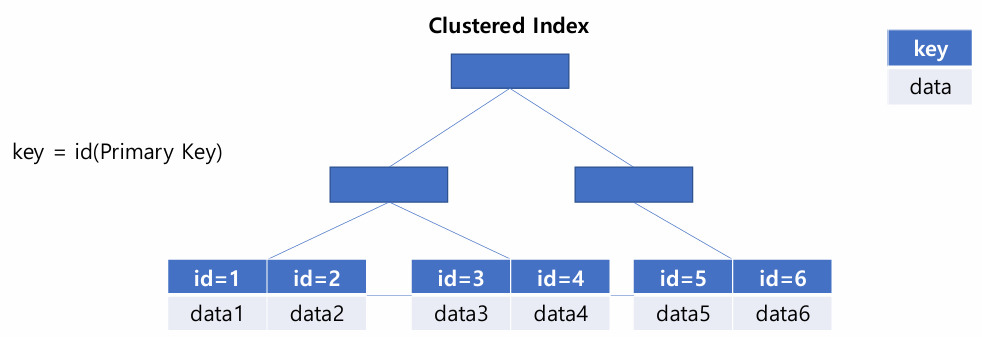 Clustered Index
key
data
key = id(Primary Key)
id=1 id=2 id=3 id=4 id=5 id=6
data1 data2 data3 data4 data5 data6